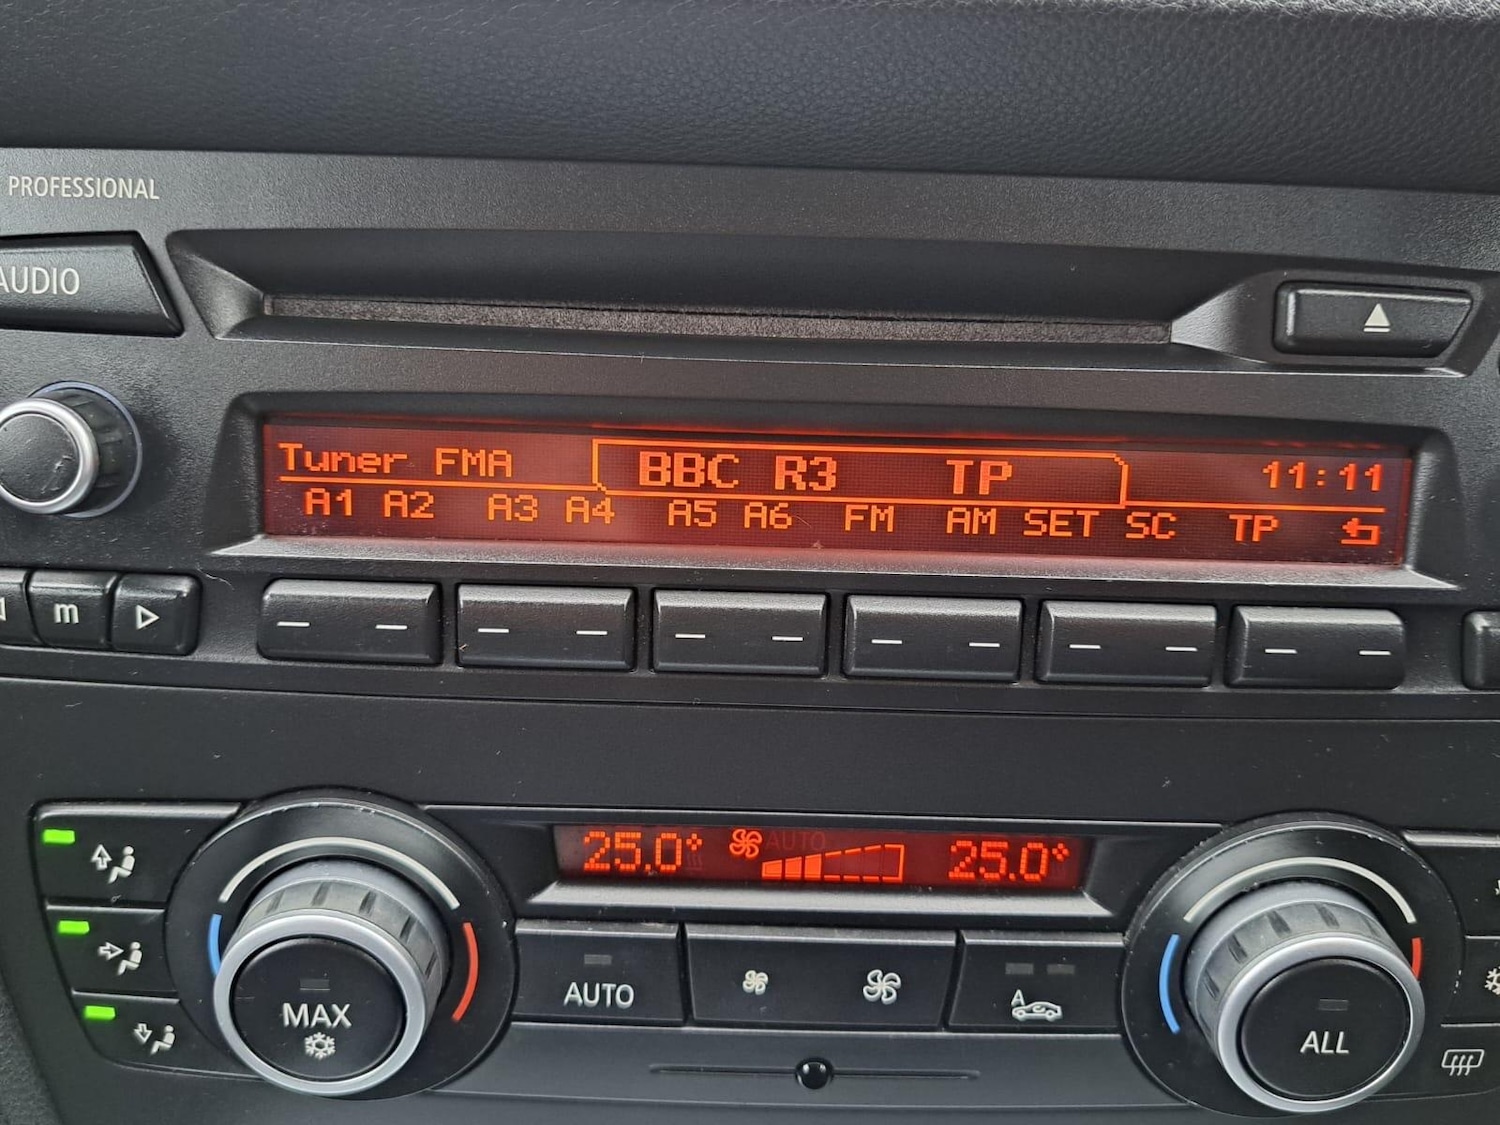 PROFESSIONAL
AUDIO
Tuner FMA BBC R3 TP 11:11
A1 A2 A3 A4 A5 A6 FM AM SET SC TP
m
25.0° AUTO 25.0°
AUTO
A
MAX
ALL